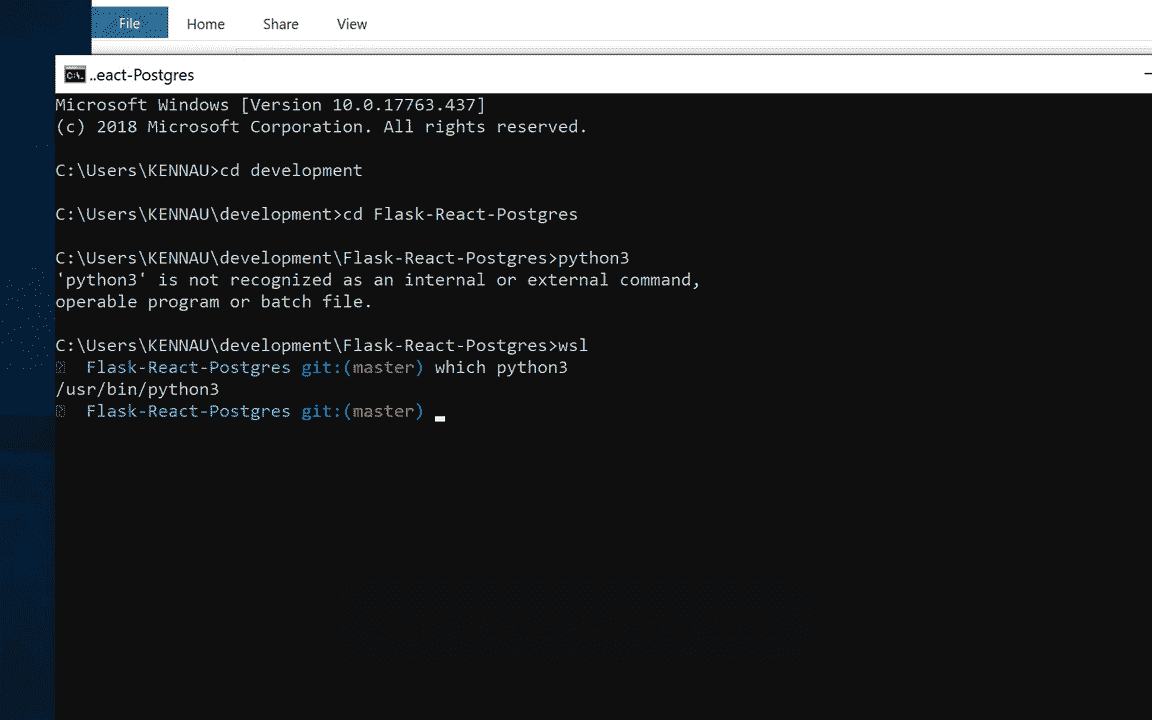 File Home Share View
C:\. ..eact-Postgres
Microsoft Windows [Version 10.0.17763.437]
(c) 2018 Microsoft Corporation. All rights reserved.
C:\Users\KENNAU>cd development
C:\Users\KENNAU\development>cd Flask-React-Postgres
C:\Users\KENNAU\development\Flask-React-Postgres>python3
'python3' is not recognized as an internal or external command,
operable program or batch file.
C:\Users\KENNAU\development\Flask-React-Postgres>wsl
Flask-React-Postgres git:(master) which python3
/usr/bin/python3
Flask-React-Postgres git:(master)